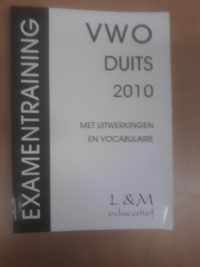 EXAMENTRAINING
VWO
DUITS
2010
MET UITWERKINGEN
EN VOCABULAIRE
L & M
educatief